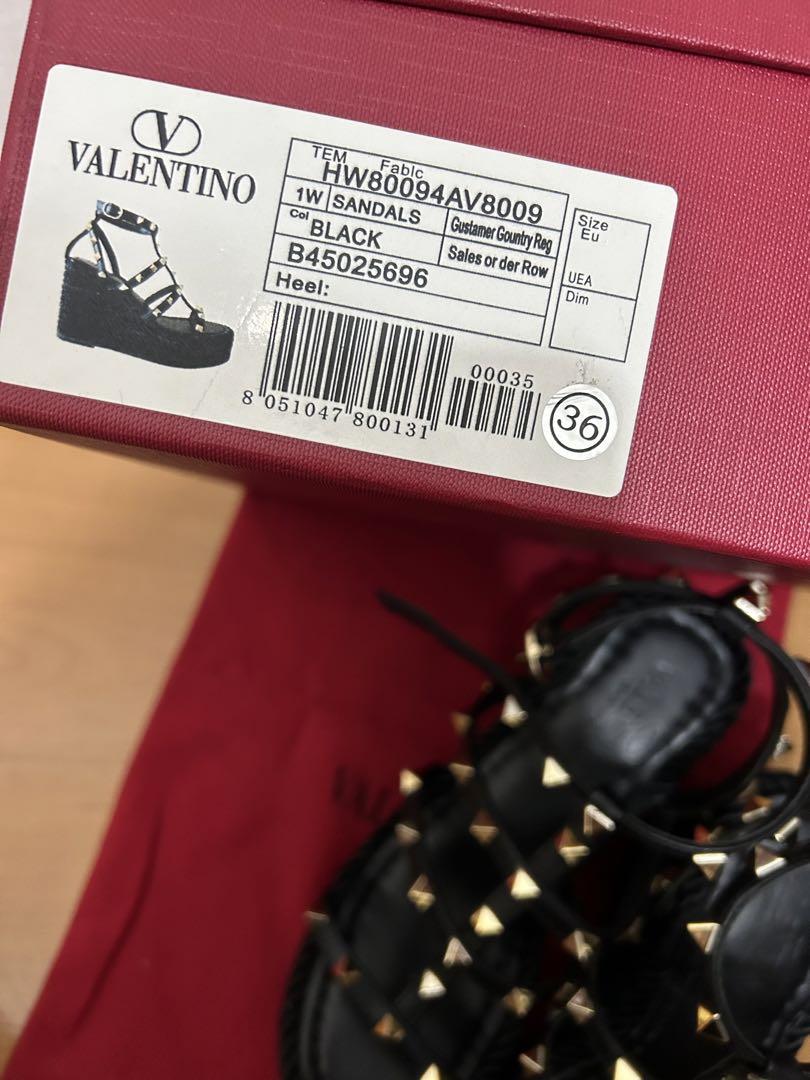 V
VALENTINO
TEM Fablc
HW80094AV8009
1W SANDALS
Gustamer Gountry Reg
Col BLACK
Sales or der Row
B45025696
Heel:
Size
Eu
UEA
Dim
00035
8 051047 800131
36